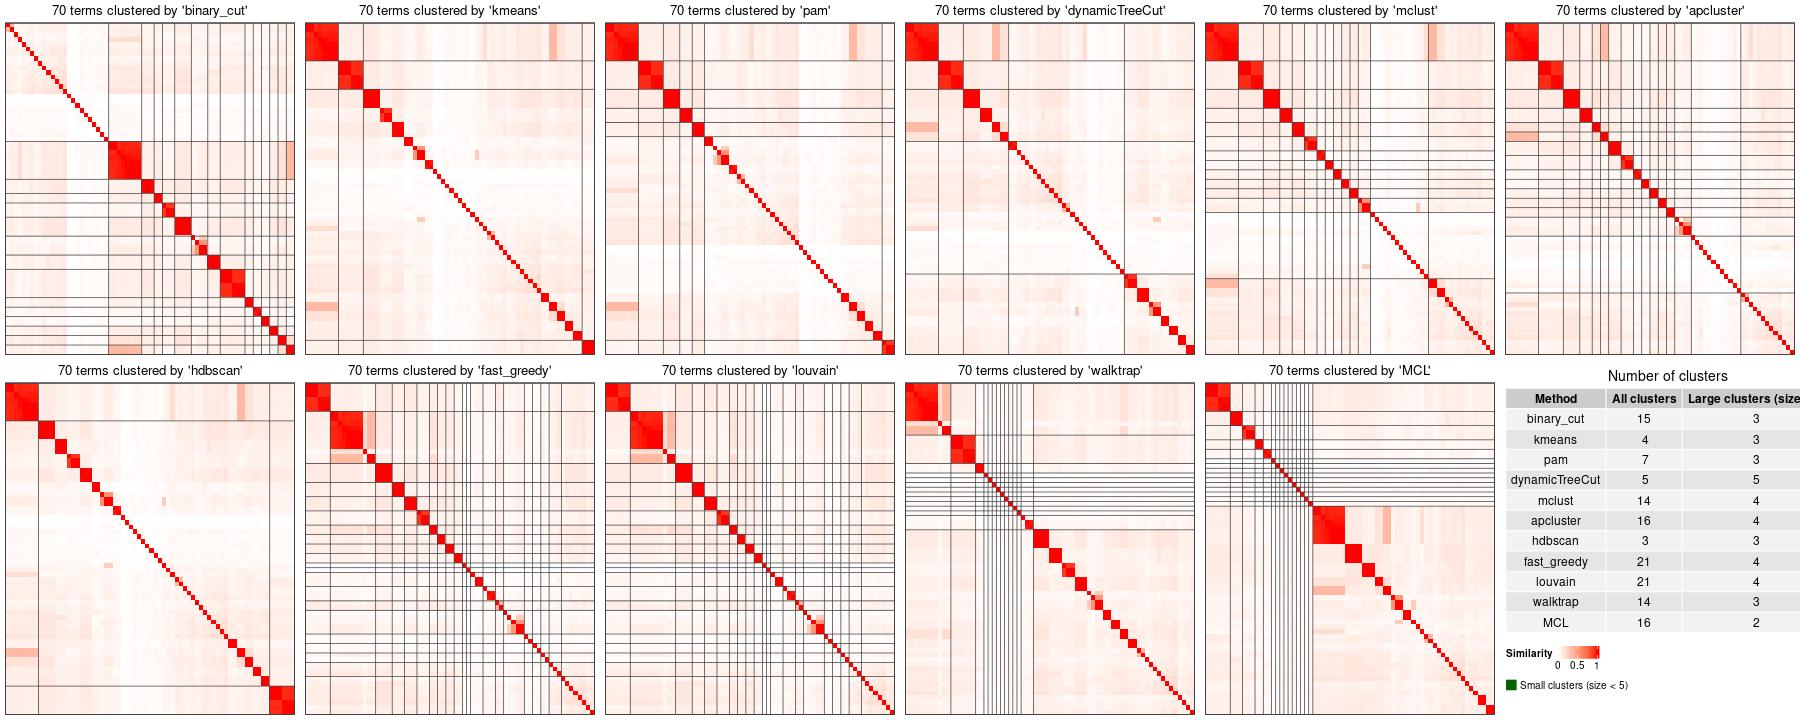 70 terms clustered by 'binary_cut'
70 terms clustered by 'kmeans'
70 terms clustered by 'pam'
70 terms clustered by 'dynamicTreeCut'
70 terms clustered by 'mclust'
70 terms clustered by 'apcluster'
70 terms clustered by 'hdbscan'
70 terms clustered by 'fast_greedy'
70 terms clustered by 'louvain'
70 terms clustered by 'walktrap'
70 terms clustered by 'MCL'
Number of clusters
Method All clusters Large clusters (size
binary_cut 15 3
kmeans 4 3
pam 7 3
dynamicTreeCut 5 5
mclust 14 4
apcluster 16 4
hdbscan 3 3
fast_greedy 21 4
louvain 21 4
walktrap 14 3
MCL 16 2
Similarity
0 0.5 1
Small clusters (size < 5)